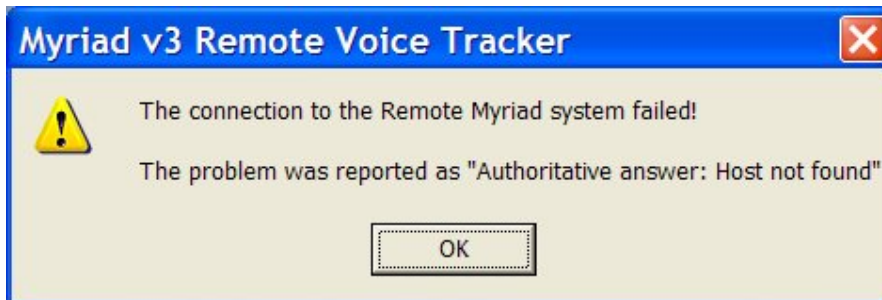 Myriad v3 Remote Voice Tracker
The connection to the Remote Myriad system failed!
The problem was reported as "Authoritative answer: Host not found"
OK